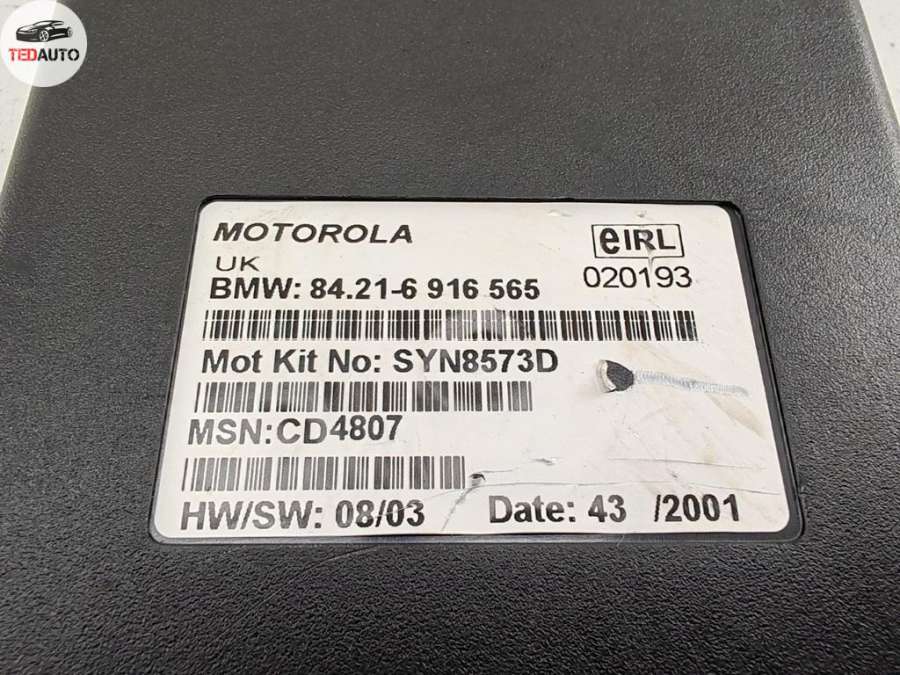 TEDAUTO
MOTOROLA
eIRL
UK
020193
BMW: 84.21-6 916 565
Mot Kit No: SYN8573D
MSN:CD4807
HW/SW: 08/03 Date: 43 /2001